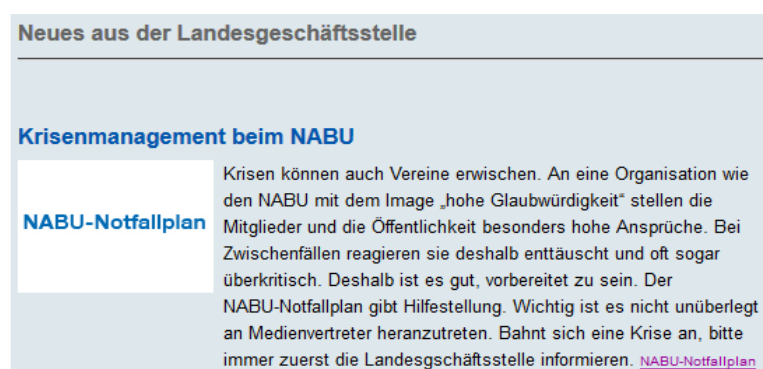 Neues aus der Landesgeschäftsstelle
Krisenmanagement beim NABU
NABU-Notfallplan
Krisen können auch Vereine erwischen. An eine Organisation wie
den NABU mit dem Image „hohe Glaubwürdigkeit“ stellen die
Mitglieder und die Öffentlichkeit besonders hohe Ansprüche. Bei
Zwischenfällen reagieren sie deshalb enttäuscht und oft sogar
überkritisch. Deshalb ist es gut, vorbereitet zu sein. Der
NABU-Notfallplan gibt Hilfestellung. Wichtig ist es nicht unüberlegt
an Medienvertreter heranzutreten. Bahnt sich eine Krise an, bitte
immer zuerst die Landesgschäftsstelle informieren. NABU-Notfallplan